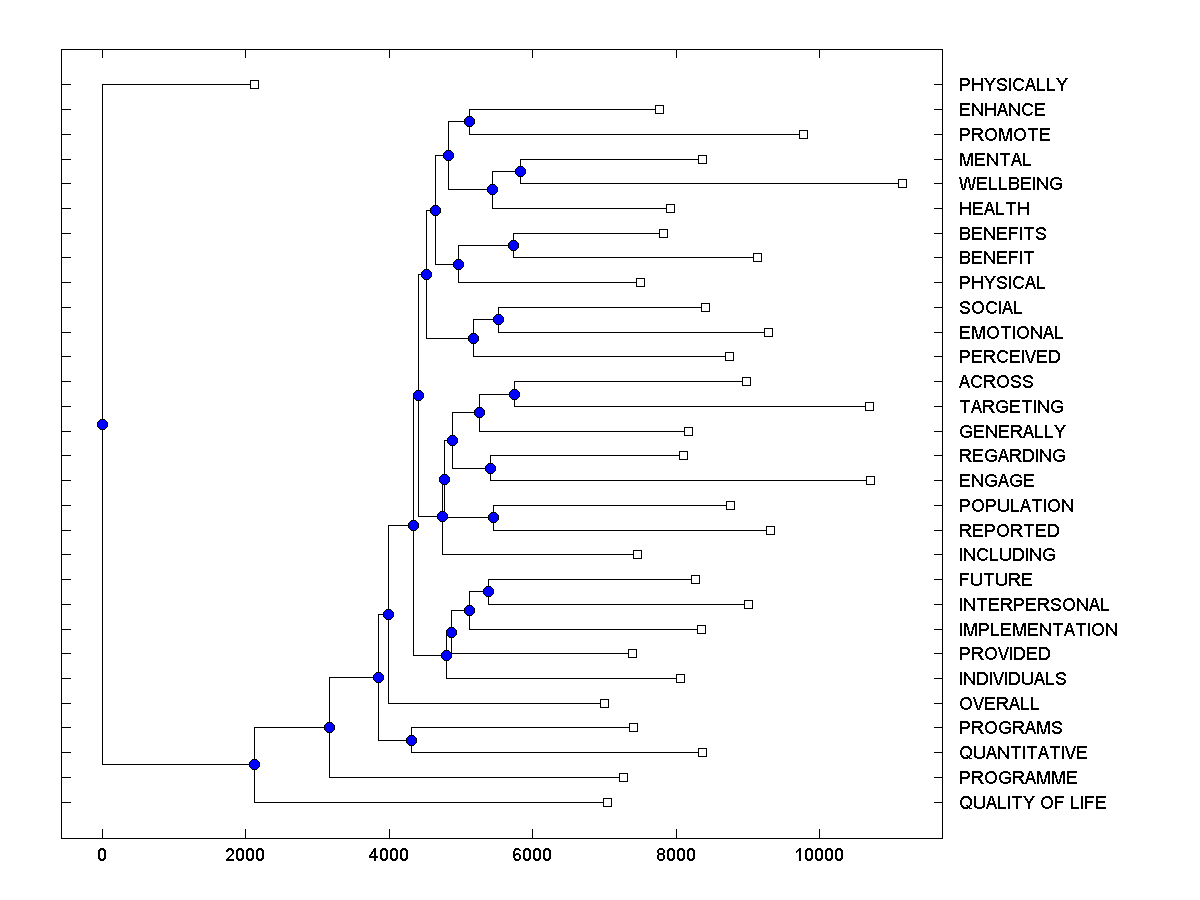 PHYSICALLY
ENHANCE
PROMOTE
MENTAL
WELLBEING
HEALTH
BENEFITS
BENEFIT
PHYSICAL
SOCIAL
EMOTIONAL
PERCEIVED
ACROSS
TARGETING
GENERALLY
REGARDING
ENGAGE
POPULATION
REPORTED
INCLUDING
FUTURE
INTERPERSONAL
IMPLEMENTATION
PROVIDED
INDIVIDUALS
OVERALL
PROGRAMS
QUANTITATIVE
PROGRAMME
QUALITY OF LIFE
0 2000 4000 6000 8000 10000